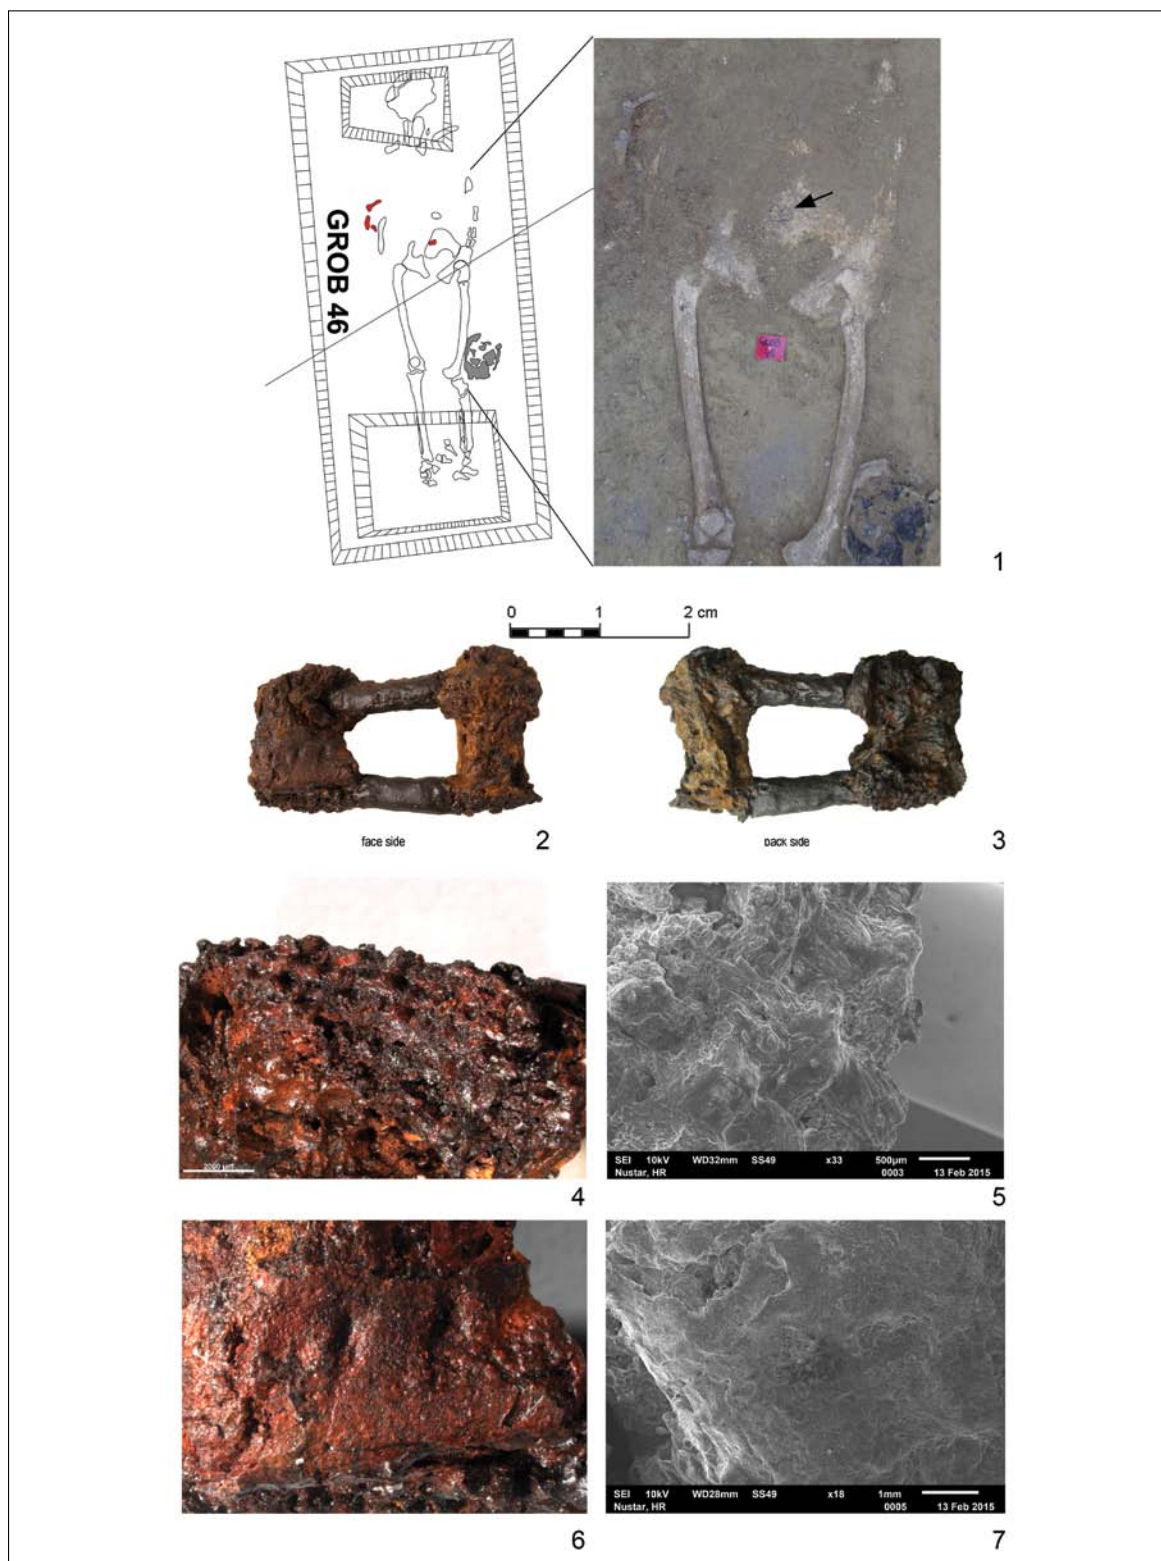 GROB 46
1
0 1 2 cm
face side
2
back side
3
2000 µm
4
SEI 10kV WD32mm SS49 x33 500µm
Nustar, HR 0003 13 Feb 2015
5
6
SEI 10kV WD28mm SS49 x18 1mm
Nustar, HR 0005 13 Feb 2015
7